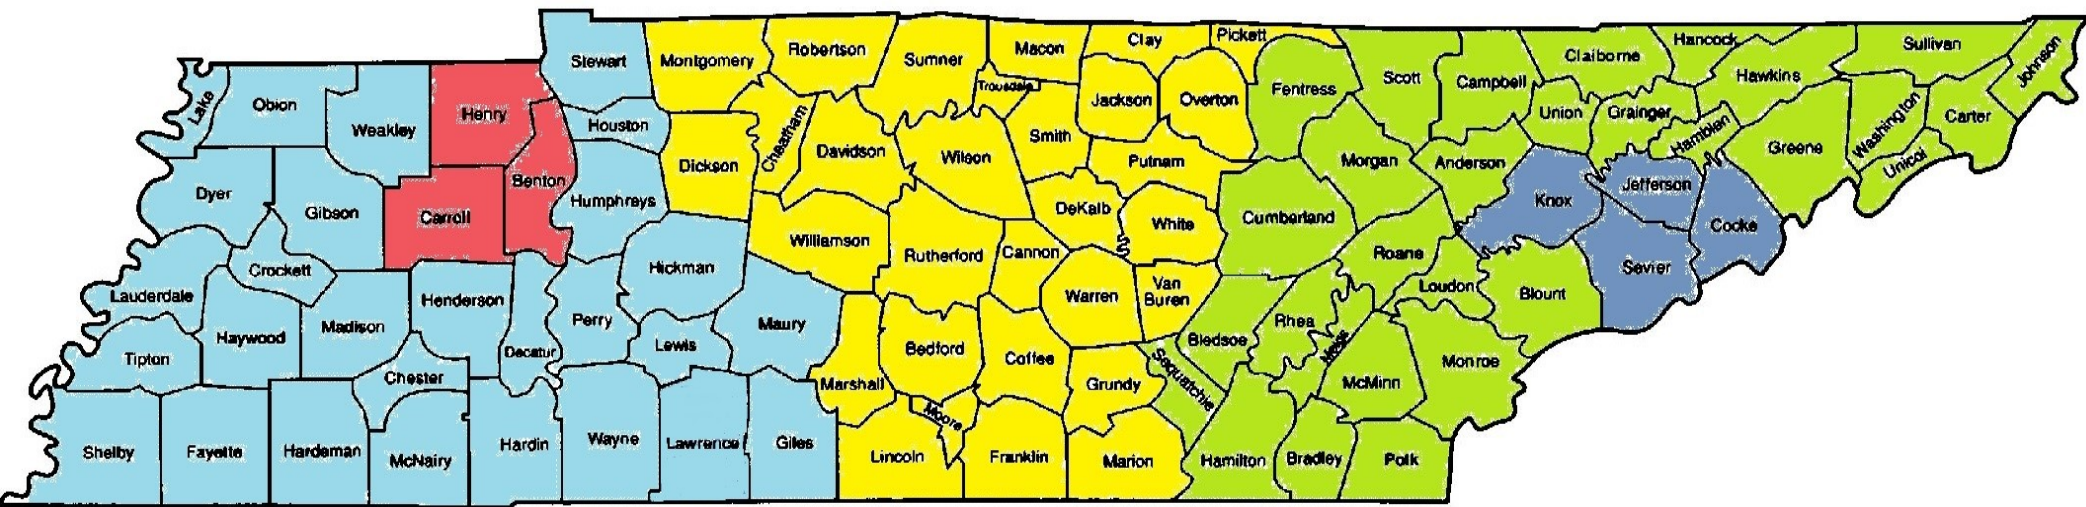 Lake
Obion
Weakley
Henry
Stewart
Montgomery
Robertson
Sumner
Macon
Trousdale
Clay
Pickett
Fentress
Scott
Campbell
Claiborne
Hancock
Hawkins
Sullivan
Johnson
Houston
Cheatham
Davidson
Wilson
Smith
Jackson
Overton
Putnam
Morgan
Anderson
Union
Grainger
Hamblen
Greene
Washington
Unicoi
Carter
Dyer
Gibson
Carroll
Benton
Humphreys
Dickson
Williamson
Rutherford
Cannon
DeKalb
White
Cumberland
Roane
Knox
Jefferson
Cocke
Sevier
Lauderdale
Crockett
Haywood
Madison
Henderson
Decatur
Perry
Hickman
Lewis
Maury
Warren
Van
Buren
Bledsoe
Rhea
Meigs
Loudon
Blount
Tipton
Chester
Marshall
Bedford
Coffee
Grundy
Sequatchie
McMinn
Monroe
Shelby
Fayette
Hardeman
McNairy
Hardin
Wayne
Lawrence
Giles
Lincoln
Moore
Franklin
Marion
Hamilton
Bradley
Polk